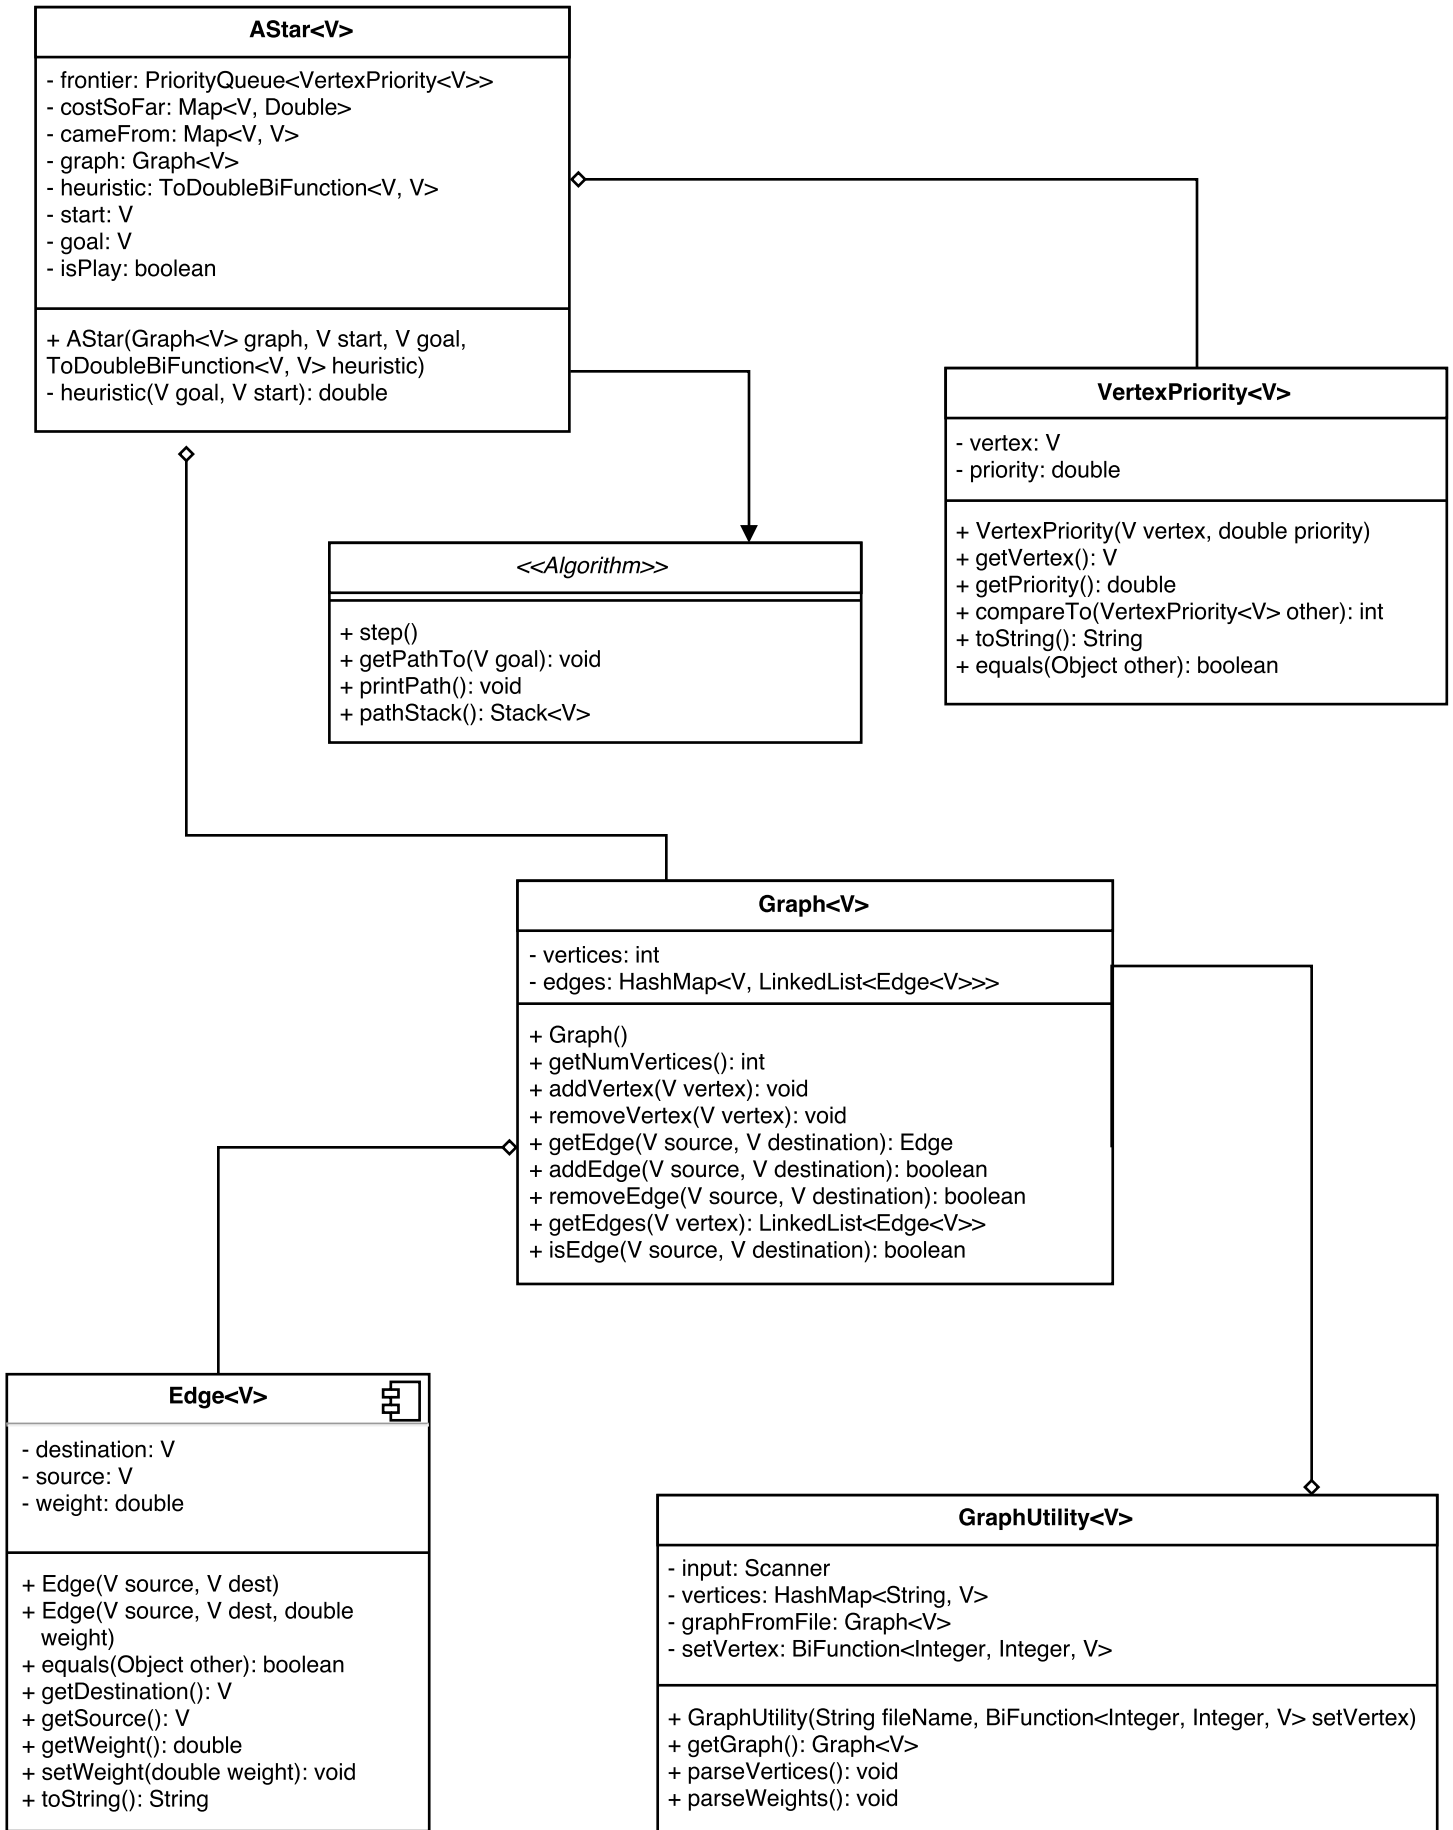 AStar<V>
- frontier: PriorityQueue<VertexPriority<V>>
- costSoFar: Map<V, Double>
- cameFrom: Map<V, V>
- graph: Graph<V>
- heuristic: ToDoubleBiFunction<V, V>
- start: V
- goal: V
- isPlay: boolean
+ AStar(Graph<V> graph, V start, V goal,
ToDoubleBiFunction<V, V> heuristic)
- heuristic(V goal, V start): double
VertexPriority<V>
- vertex: V
- priority: double
+ VertexPriority(V vertex, double priority)
+ getVertex(): V
+ getPriority(): double
+ compareTo(VertexPriority<V> other): int
+ toString(): String
+ equals(Object other): boolean
<<Algorithm>>
+ step()
+ getPathTo(V goal): void
+ printPath(): void
+ pathStack(): Stack<V>
Graph<V>
- vertices: int
- edges: HashMap<V, LinkedList<Edge<V>>>
+ Graph()
+ getNumVertices(): int
+ addVertex(V vertex): void
+ removeVertex(V vertex): void
+ getEdge(V source, V destination): Edge
+ addEdge(V source, V destination): boolean
+ removeEdge(V source, V destination): boolean
+ getEdges(V vertex): LinkedList<Edge<V>>
+ isEdge(V source, V destination): boolean
Edge<V>
- destination: V
- source: V
- weight: double
+ Edge(V source, V dest)
+ Edge(V source, V dest, double
weight)
+ equals(Object other): boolean
+ getDestination(): V
+ getSource(): V
+ getWeight(): double
+ setWeight(double weight): void
+ toString(): String
GraphUtility<V>
- input: Scanner
- vertices: HashMap<String, V>
- graphFromFile: Graph<V>
- setVertex: BiFunction<Integer, Integer, V>
+ GraphUtility(String fileName, BiFunction<Integer, Integer, V> setVertex)
+ getGraph(): Graph<V>
+ parseVertices(): void
+ parseWeights(): void